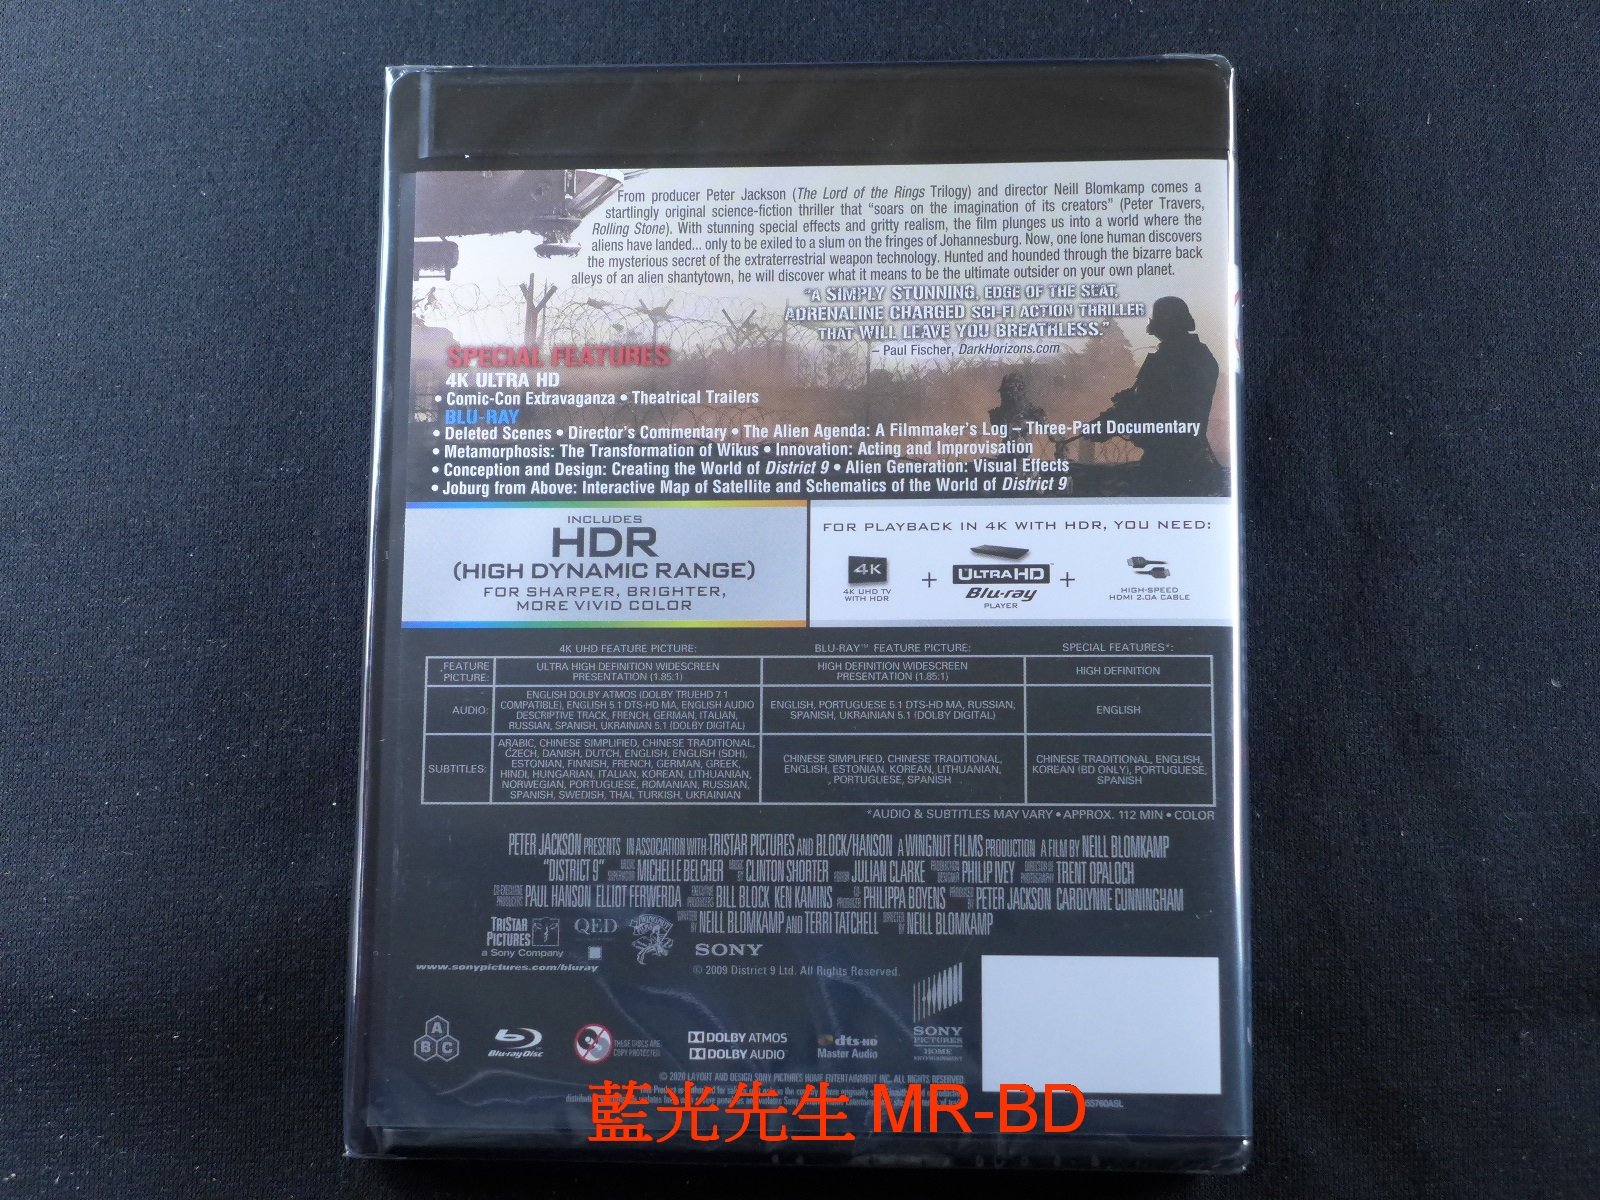 From producer Peter Jackson (The Lord of the Rings Trilogy) and director Neill Blomkamp comes a
startlingly original science-fiction thriller that “soars on the imagination of its creators” (Peter Travers,
Rolling Stone). With stunning special effects and gritty realism, the film plunges us into a world where the
aliens have landed... only to be exiled to a slum on the fringes of Johannesburg. Now, one lone human discovers
the mysterious secret of the extraterrestrial weapon technology. Hunted and hounded through the bizarre back
alleys of an alien shantytown, he will discover what it means to be the ultimate outsider on your own planet.
“A SIMPLY STUNNING, EDGE OF THE SEAT,
ADRENALINE CHARGED SCI-FI ACTION THRILLER
THAT WILL LEAVE YOU BREATHLESS.”
– Paul Fischer, DarkHorizons.com
SPECIAL FEATURES
4K ULTRA HD
• Comic-Con Extravaganza • Theatrical Trailers
BLU-RAY
• Deleted Scenes • Director's Commentary • The Alien Agenda: A Filmmaker's Log – Three-Part Documentary
• Metamorphosis: The Transformation of Wikus • Innovation: Acting and Improvisation
• Conception and Design: Creating the World of District 9 • Alien Generation: Visual Effects
• Joburg from Above: Interactive Map of Satellite and Schematics of the World of District 9
INCLUDES
HDR
(HIGH DYNAMIC RANGE)
FOR SHARPER, BRIGHTER,
MORE VIVID COLOR
FOR PLAYBACK IN 4K WITH HDR, YOU NEED:
4K
4K UHD TV
WITH HDR
+
ULTRA HD
Blu-ray
PLAYER
+
HIGH-SPEED
HDMI 2.0A CABLE
4K UHD FEATURE PICTURE: BLU-RAY™ FEATURE PICTURE: SPECIAL FEATURES*:
FEATURE
PICTURE:
ULTRA HIGH DEFINITION WIDESCREEN
PRESENTATION (1.85:1)
HIGH DEFINITION WIDESCREEN
PRESENTATION (1.85:1)
HIGH DEFINITION
AUDIO:
ENGLISH DOLBY ATMOS (DOLBY TRUEHD 7.1
COMPATIBLE), ENGLISH 5.1 DTS-HD MA, ENGLISH AUDIO
DESCRIPTIVE TRACK, FRENCH, GERMAN, ITALIAN,
RUSSIAN, SPANISH, UKRAINIAN 5.1 (DOLBY DIGITAL)
ENGLISH, PORTUGUESE 5.1 DTS-HD MA, RUSSIAN,
SPANISH, UKRAINIAN 5.1 (DOLBY DIGITAL)
ENGLISH
SUBTITLES:
ARABIC, CHINESE SIMPLIFIED, CHINESE TRADITIONAL,
CZECH, DANISH, DUTCH, ENGLISH, ENGLISH (SDH),
ESTONIAN, FINNISH, FRENCH, GERMAN, GREEK,
HINDI, HUNGARIAN, ITALIAN, KOREAN, LITHUANIAN,
NORWEGIAN, PORTUGUESE, ROMANIAN, RUSSIAN,
SPANISH, SWEDISH, THAI, TURKISH, UKRAINIAN
CHINESE SIMPLIFIED, CHINESE TRADITIONAL,
ENGLISH, ESTONIAN, KOREAN, LITHUANIAN,
PORTUGUESE, SPANISH
CHINESE TRADITIONAL, ENGLISH,
KOREAN (BD ONLY), PORTUGUESE,
SPANISH
*AUDIO & SUBTITLES MAY VARY • APPROX. 112 MIN • COLOR
PETER JACKSON PRESENTS IN ASSOCIATION WITH TRISTAR PICTURES AND BLOCK/HANSON A WINGNUT FILMS PRODUCTION A FILM BY NEILL BLOMKAMP
“DISTRICT 9” MICHELLE BELCHER CLINTON SHORTER JULIAN CLARKE PHILIP IVEY TRENT OPALOCH
PAUL HANSON ELLIOT FERWERDA BILL BLOCK KEN KAMINS PHILIPPA BOYENS PETER JACKSON CAROLYNNE CUNNINGHAM
NEILL BLOMKAMP AND TERRI TATCHELL NEILL BLOMKAMP
TRISTAR
PICTURES
a Sony Company
QED
SONY
www.sonypictures.com/bluray
© 2009 District 9 Ltd. All Rights Reserved.
A
B C
Blu-ray Disc
THESE DISCS ARE
COPY PROTECTED
DOLBY ATMOS
DOLBY AUDIO™
dts-HD
Master Audio
SONY
PICTURES
HOME
ENTERTAINMENT
© 2020 LAYOUT AND DESIGN SONY PICTURES HOME ENTERTAINMENT INC. ALL RIGHTS RESERVED.
55760ASL
藍光先生 MR-BD